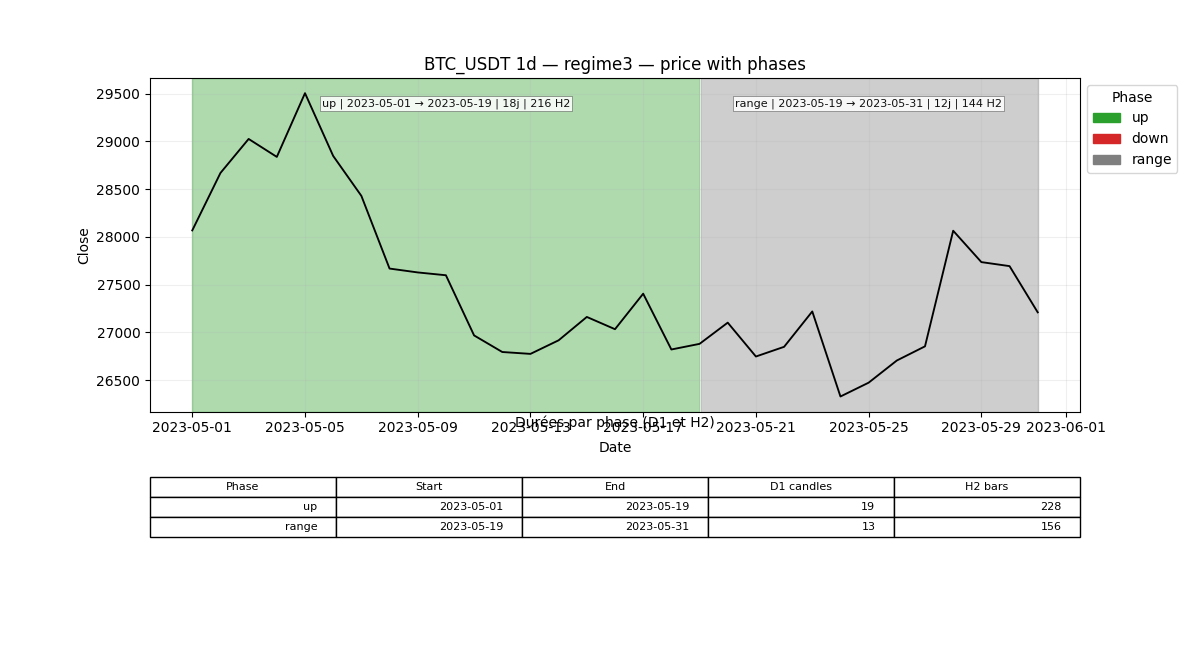 BTC_USDT 1d — regime3 — price with phases
up | 2023-05-01 → 2023-05-19 | 18j | 216 H2
range | 2023-05-19 → 2023-05-31 | 12j | 144 H2
Phase
up
down
range
Close
29500
29000
28500
28000
27500
27000
26500
2023-05-01 2023-05-05 2023-05-09 2023-05-13 2023-05-17 2023-05-21 2023-05-25 2023-05-29 2023-06-01
Durées par phase (D1 et H2)
Date
Phase Start End D1 candles H2 bars
up 2023-05-01 2023-05-19 19 228
range 2023-05-19 2023-05-31 13 156